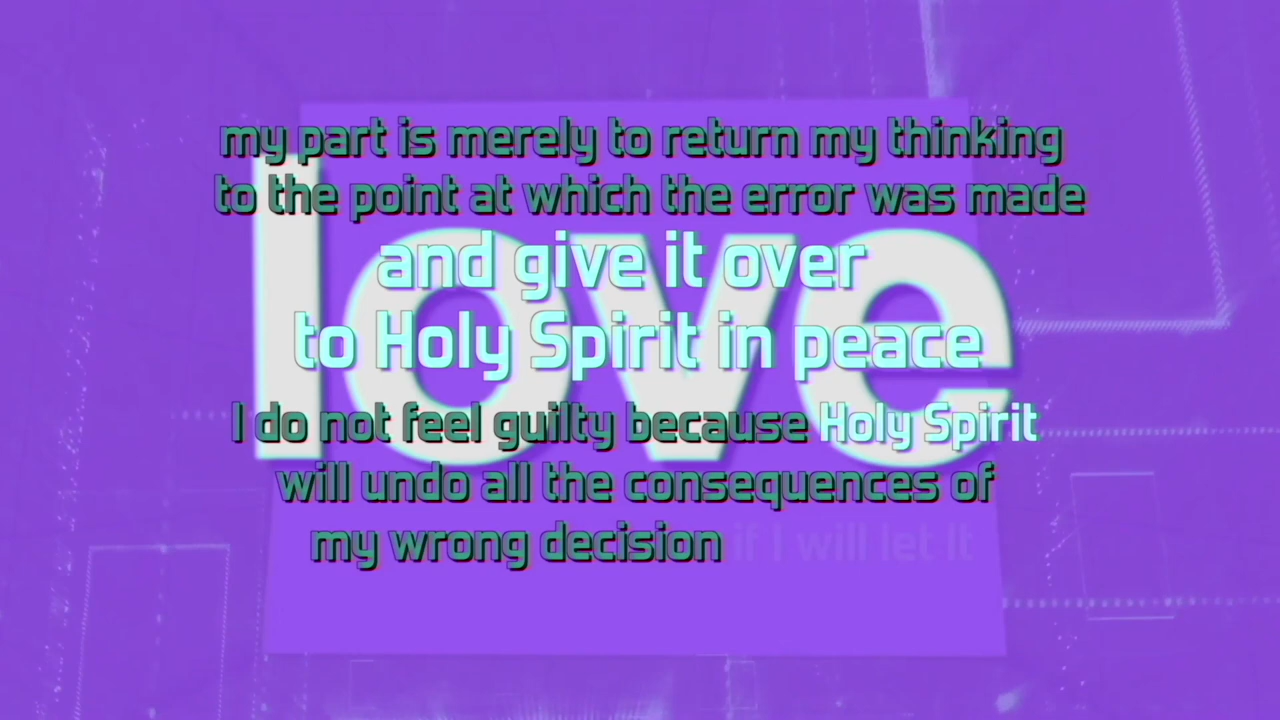 my part is merely to return my thinking
to the point at which the error was made
and give it over
to Holy Spirit in peace
I do not feel guilty because Holy Spirit
will undo all the consequences of
my wrong decision if I will let It
love